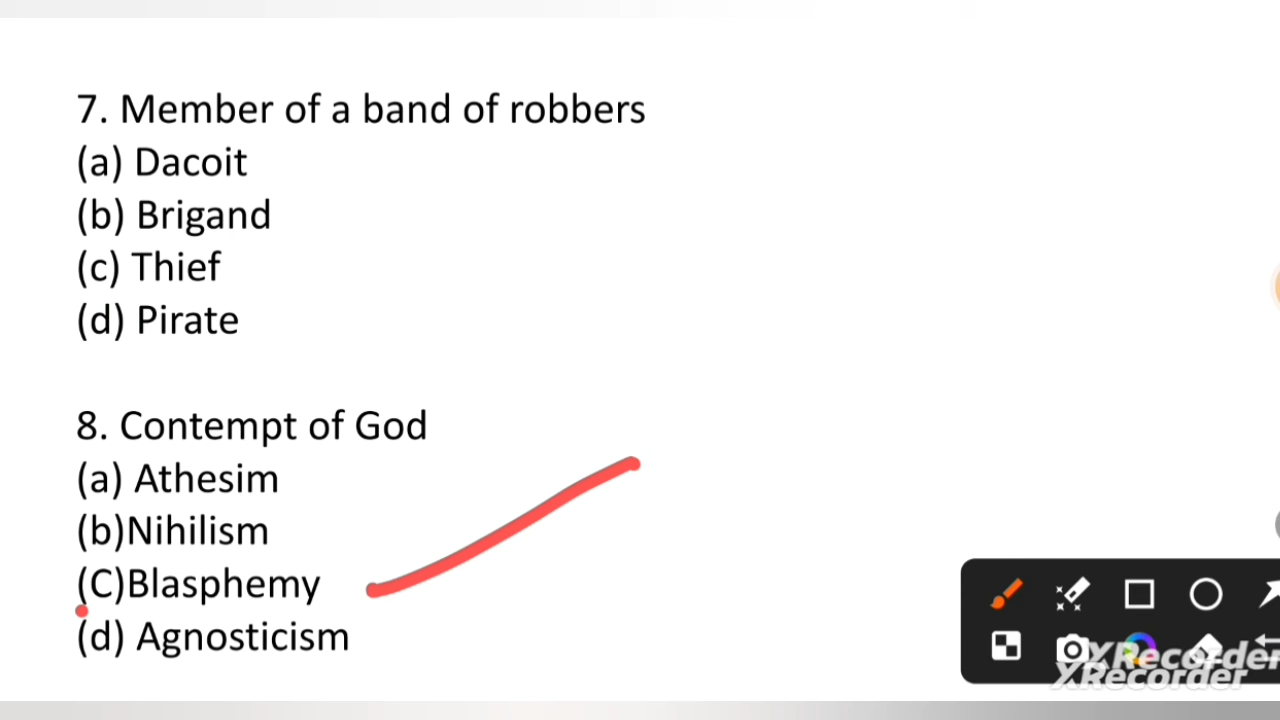 7. Member of a band of robbers
(a) Dacoit
(b) Brigand
(c) Thief
(d) Pirate
8. Contempt of God
(a) Athesim
(b)Nihilism
(C)Blasphemy
(d) Agnosticism
XRecorder
XRecorder